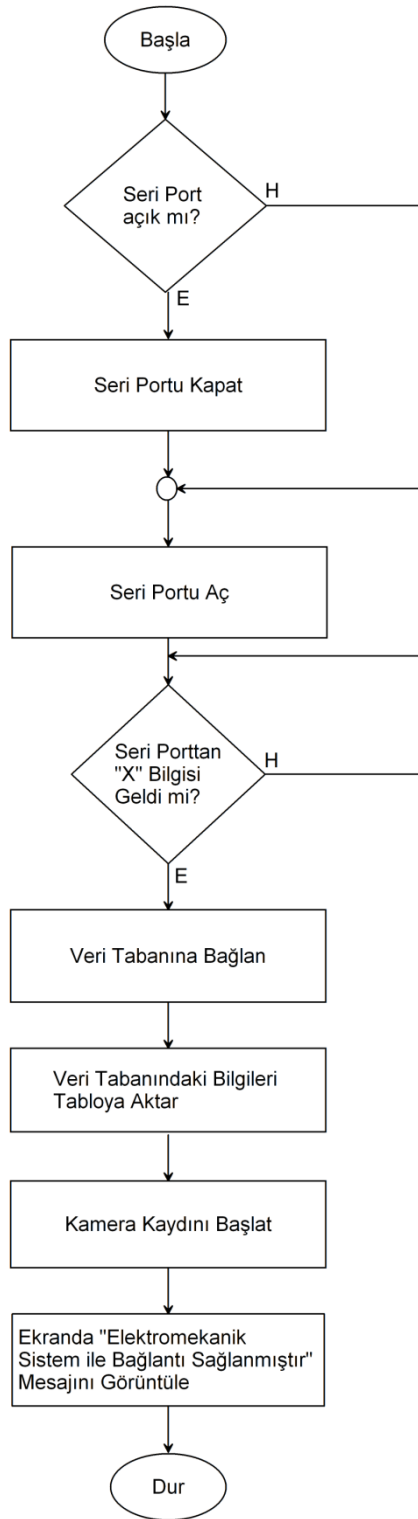 Başla
Seri Port
açık mı?
H
E
Seri Portu Kapat
Seri Portu Aç
Seri Porttan
"X" Bilgisi
Geldi mi?
H
E
Veri Tabanına Bağlan
Veri Tabanındaki Bilgileri
Tabloya Aktar
Kamera Kaydını Başlat
Ekranda "Elektromekanik
Sistem ile Bağlantı Sağlanmıştır"
Mesajını Görüntüle
Dur